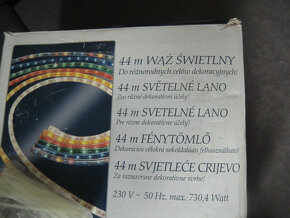 44 m WĄŻ ŚWIETLNY
Do róznorodnych celów dekoracyjnych!
44 m SVĚTELNÉ LANO
Pro různé dekorativní účely!
44 m SVETELNÉ LANO
Pre rôzne dekoratívne účely!
44 m FÉNYTÖMLŐ
Dekorációs célokra sokoldalúan felhasználható!
44 m SVJETLEĆE CRIJEVO
Za raznovrsne dekorativne svrhe!
230 V ~ 50 Hz, max. 730,4 Watt